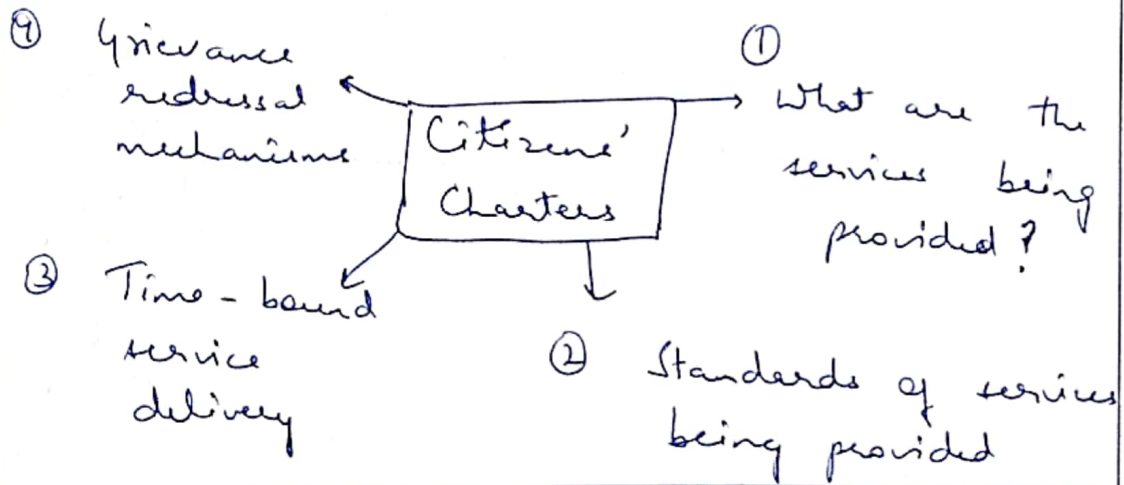 Citizens'
Charters
① What are the
services being
provided?
② Standards of services
being provided
③ Time-bound
service
delivery
④ Grievance
redressal
mechanisms